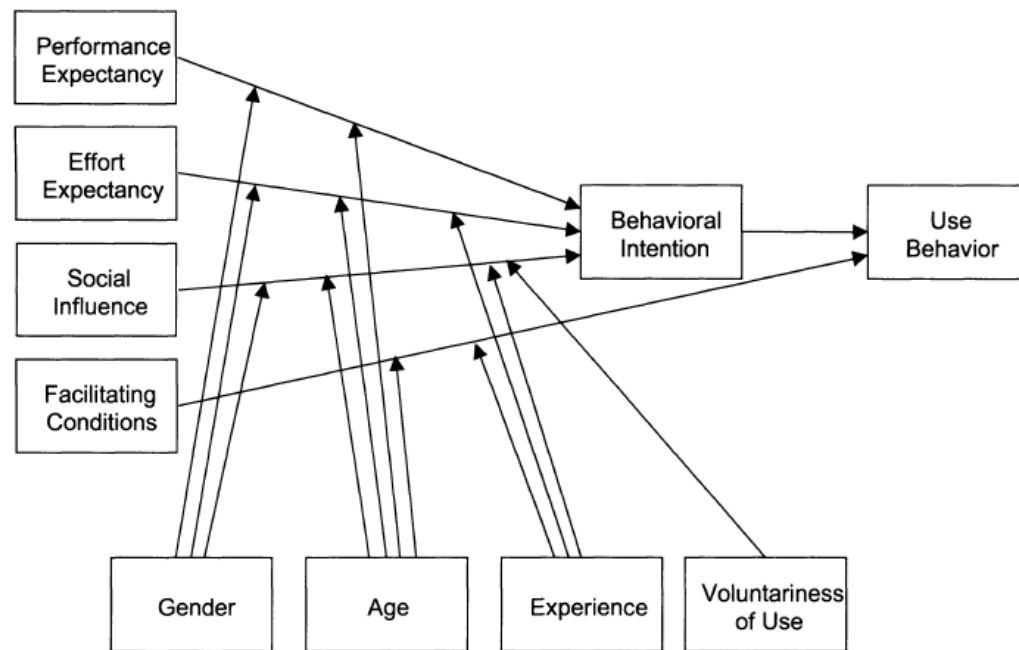 Performance
Expectancy
Effort
Expectancy
Social
Influence
Facilitating
Conditions
Behavioral
Intention
Use
Behavior
Gender
Age
Experience
Voluntariness
of Use